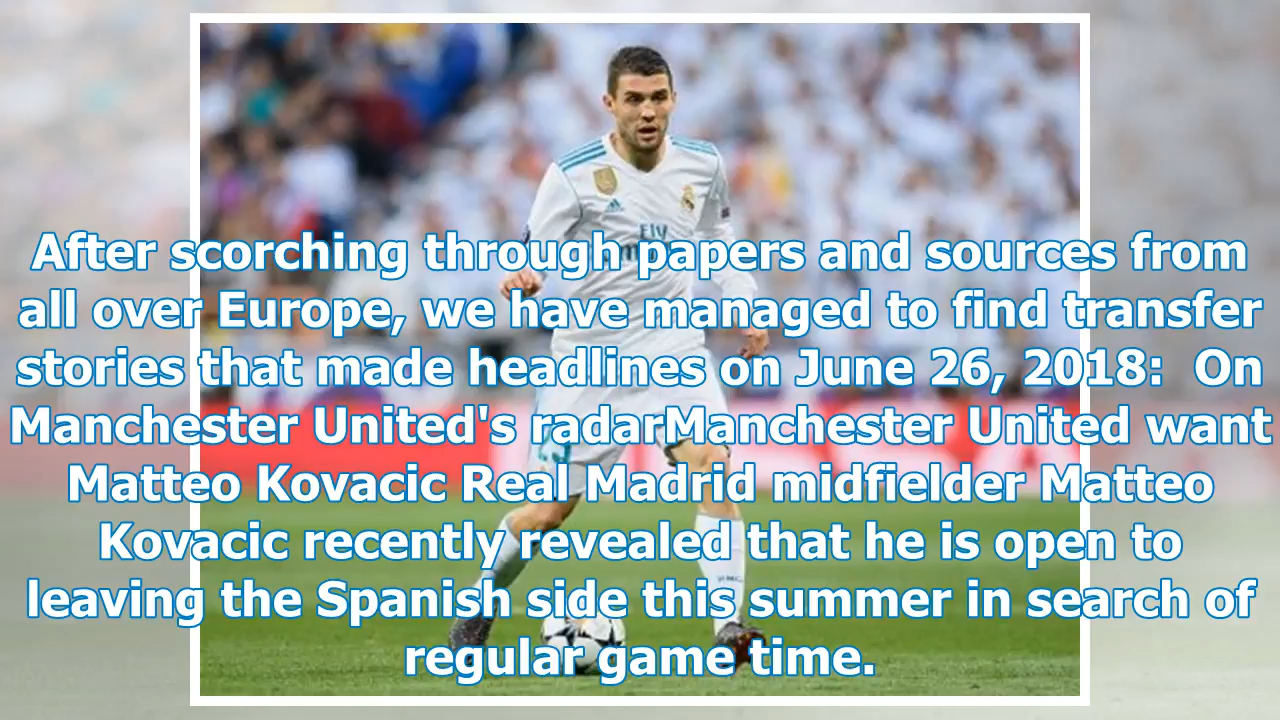 After scorching through papers and sources from
all over Europe, we have managed to find transfer
stories that made headlines on June 26, 2018:  On
Manchester United's radarManchester United want
Matteo Kovacic Real Madrid midfielder Matteo
Kovacic recently revealed that he is open to
leaving the Spanish side this summer in search of
regular game time.
Fly